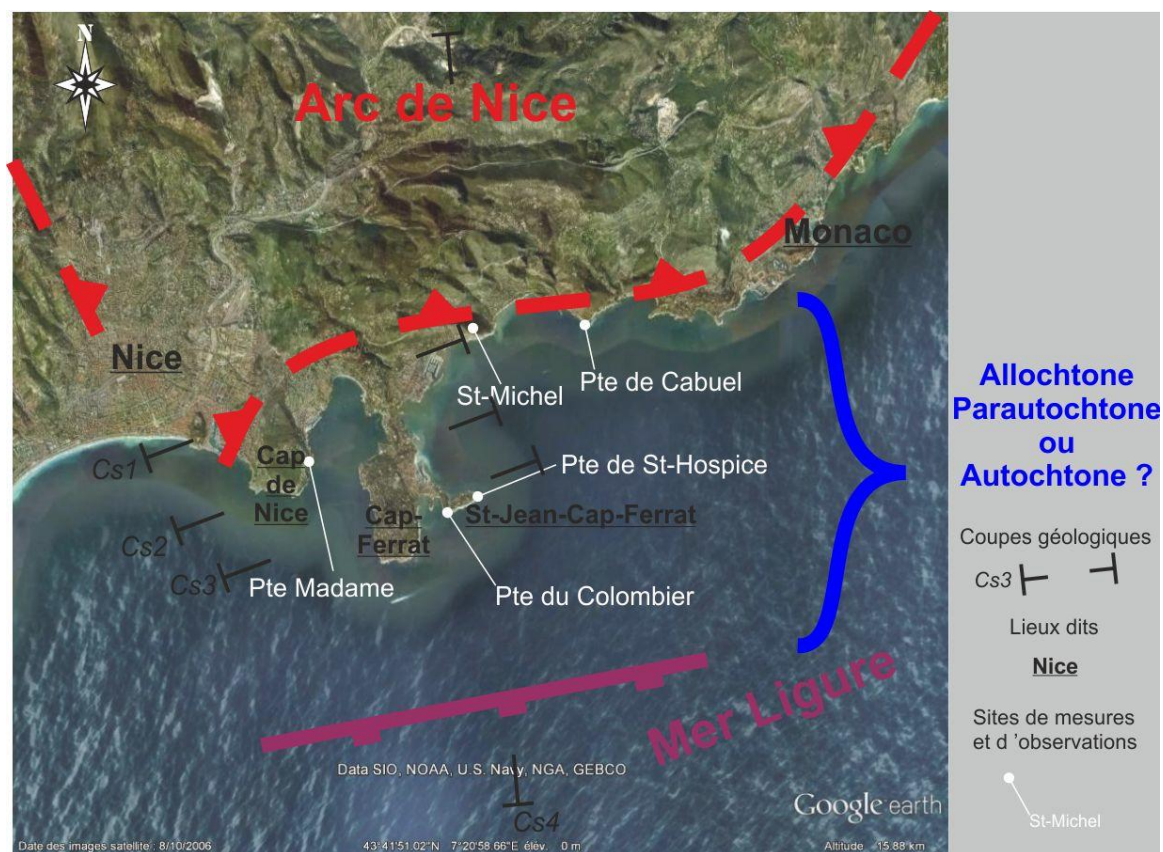 N
Arc de Nice
Monaco
Nice
St-Michel
Pte de Cabuel
Cs1
Cap
de
Nice
Pte de St-Hospice
Cap-
Ferrat
St-Jean-Cap-Ferrat
Cs2
Cs3
Pte Madame
Pte du Colombier
Mer Ligure
Data SIO, NOAA, U.S. Navy, NGA, GEBCO
Cs4
Google earth
Date des images satellite : 8/10/2006
43°41'51.02"N 7°20'58.66"E élév. 0 m
Altitude 15.88 km
Allochtone
Parautochtone
ou
Autochtone ?
Coupes géologiques
Cs3
Lieux dits
Nice
Sites de mesures
et d 'observations
St-Michel